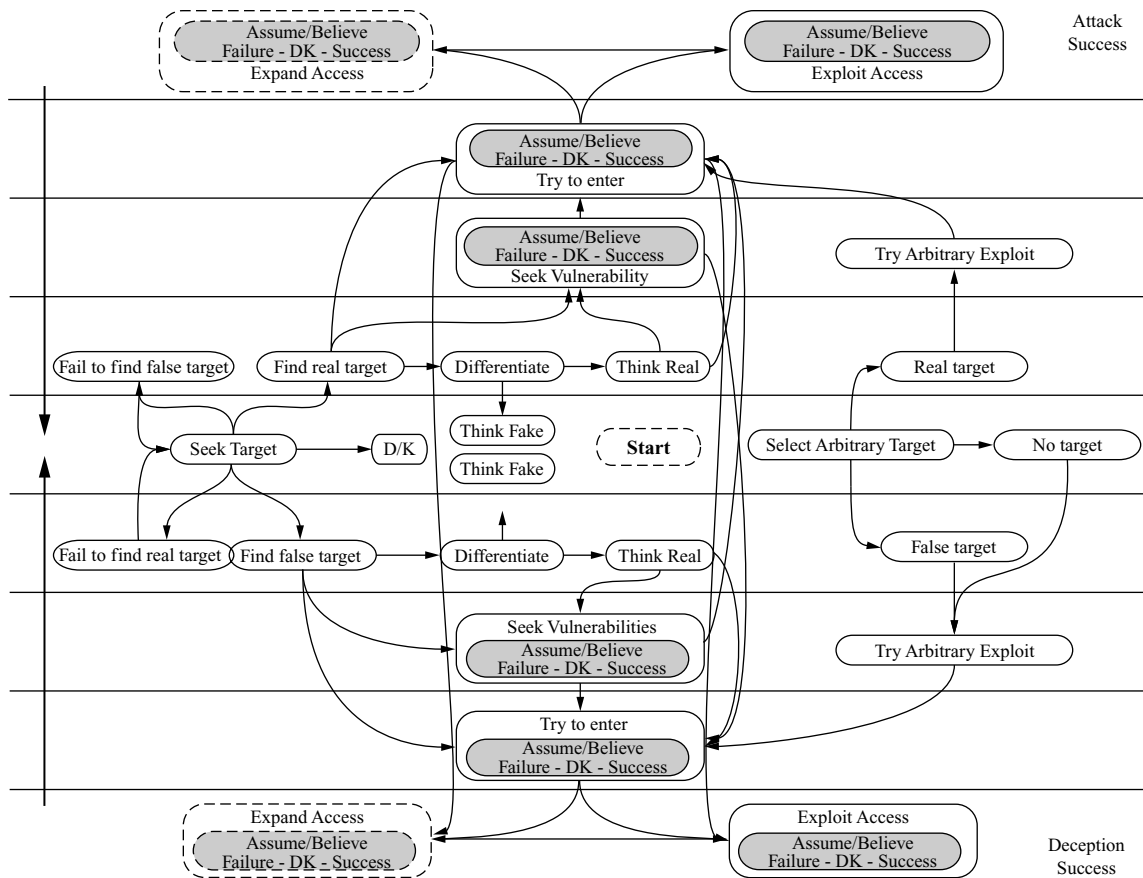 Assume/Believe
Failure - DK - Success
Expand Access
Assume/Believe
Failure - DK - Success
Exploit Access
Attack
Success
Assume/Believe
Failure - DK - Success
Try to enter
Assume/Believe
Failure - DK - Success
Seek Vulnerability
Try Arbitrary Exploit
Fail to find false target
Find real target
Differentiate
Think Real
Real target
Think Fake
Seek Target
D/K
Start
Select Arbitrary Target
No target
Think Fake
Fail to find real target
Find false target
Differentiate
Think Real
False target
Seek Vulnerabilities
Assume/Believe
Failure - DK - Success
Try Arbitrary Exploit
Try to enter
Assume/Believe
Failure - DK - Success
Expand Access
Assume/Believe
Failure - DK - Success
Exploit Access
Assume/Believe
Failure - DK - Success
Deception
Success